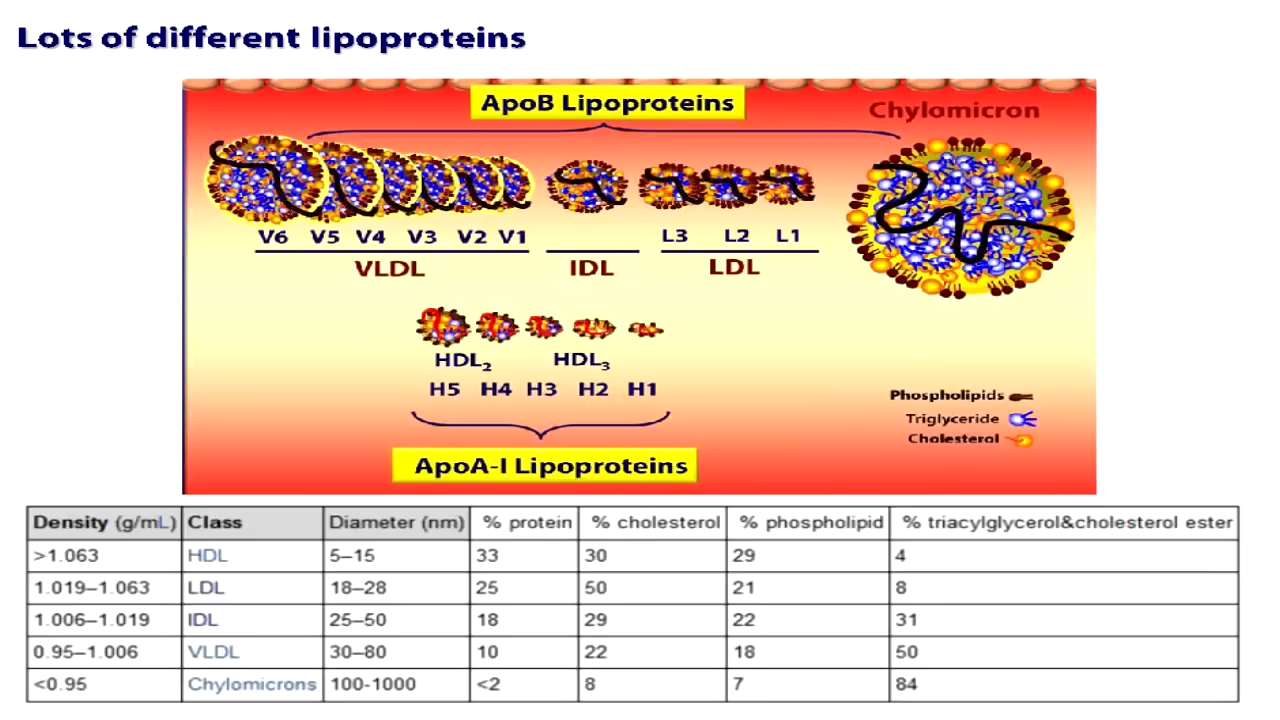 Lots of different lipoproteins
ApoB Lipoproteins
Chylomicron
V6 V5 V4 V3 V2 V1
L3 L2 L1
VLDL IDL LDL
HDL2 HDL3
H5 H4 H3 H2 H1
Phospholipids
Triglyceride
Cholesterol
ApoA-I Lipoproteins
Density (g/mL) Class Diameter (nm) % protein % cholesterol % phospholipid % triacylglycerol&cholesterol ester
>1.063 HDL 5–15 33 30 29 4
1.019–1.063 LDL 18–28 25 50 21 8
1.006–1.019 IDL 25–50 18 29 22 31
0.95–1.006 VLDL 30–80 10 22 18 50
<0.95 Chylomicrons 100-1000 <2 8 7 84